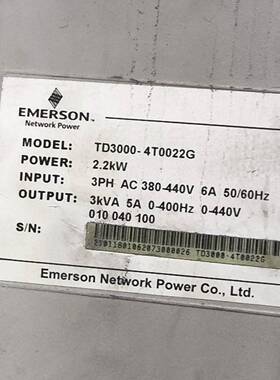 EMERSON™
Network Power
MODEL: TD3000- 4T0022G
POWER: 2.2kW
INPUT: 3PH AC 380-440V 6A 50/60Hz
OUTPUT: 3kVA 5A 0-400Hz 0-440V
010 040 100
S/N:
TD3000-4T0022G
Emerson Network Power Co., Ltd.